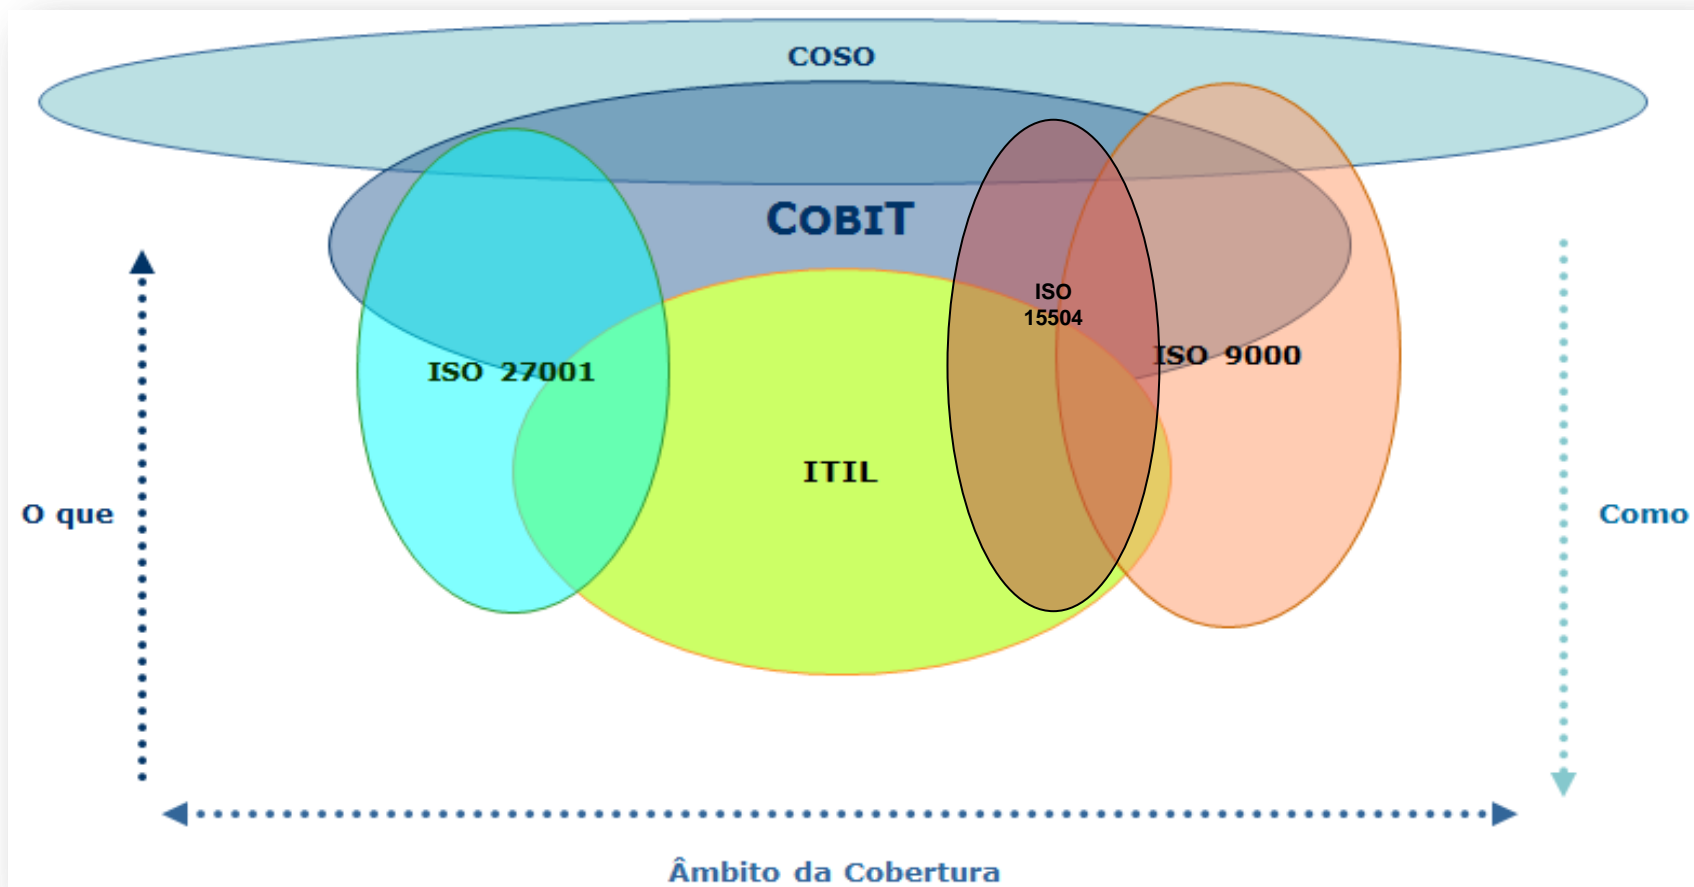 COSO
COBIT
ISO
15504
ISO 9000
ISO 27001
ITIL
O que
Como
Âmbito da Cobertura